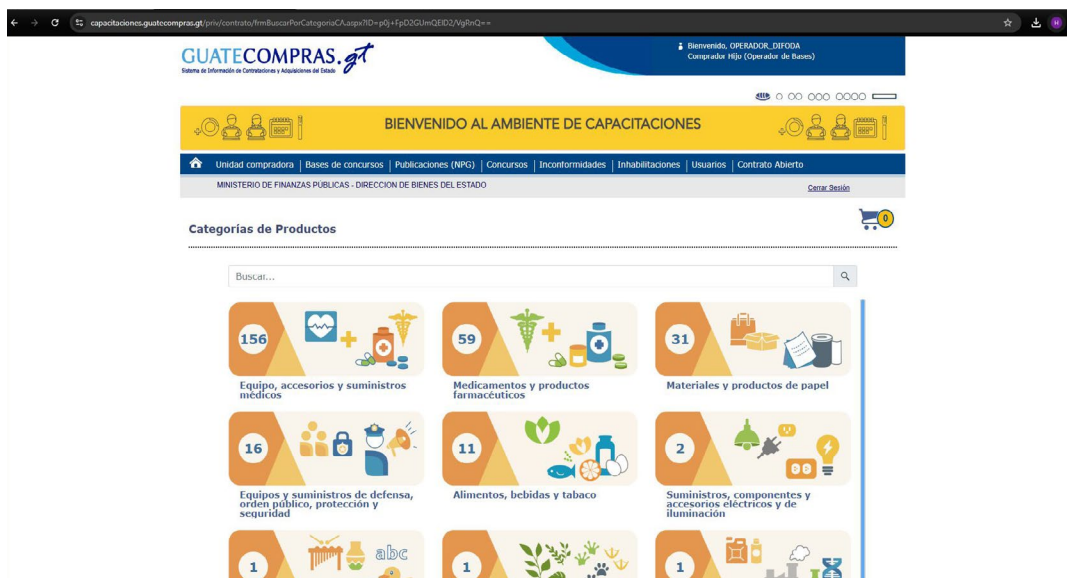 capacitaciones.guatecompras.gt/priv/contrato/frmBuscarPorCategoriaCA.aspx?ID=p0j+FpD2GUmQEID2/VgRnQ==
H
GUATECOMPRAS.gt
Sistema de Información de Contrataciones y Adquisiciones del Estado
Bienvenido, OPERADOR_DIFODA
Comprador Hijo (Operador de Bases)
BIENVENIDO AL AMBIENTE DE CAPACITACIONES
Unidad compradora | Bases de concursos | Publicaciones (NPG) | Concursos | Inconformidades | Inhabilitaciones | Usuarios | Contrato Abierto
MINISTERIO DE FINANZAS PÚBLICAS - DIRECCION DE BIENES DEL ESTADO
Cerrar Sesión
0
Categorías de Productos
Buscar...
156
Equipo, accesorios y suministros
médicos
59
Medicamentos y productos
farmacéuticos
31
Materiales y productos de papel
16
Equipos y suministros de defensa,
orden público, protección y
seguridad
11
Alimentos, bebidas y tabaco
2
Suministros, componentes y
accesorios eléctricos y de
iluminación
1
abc
1
1